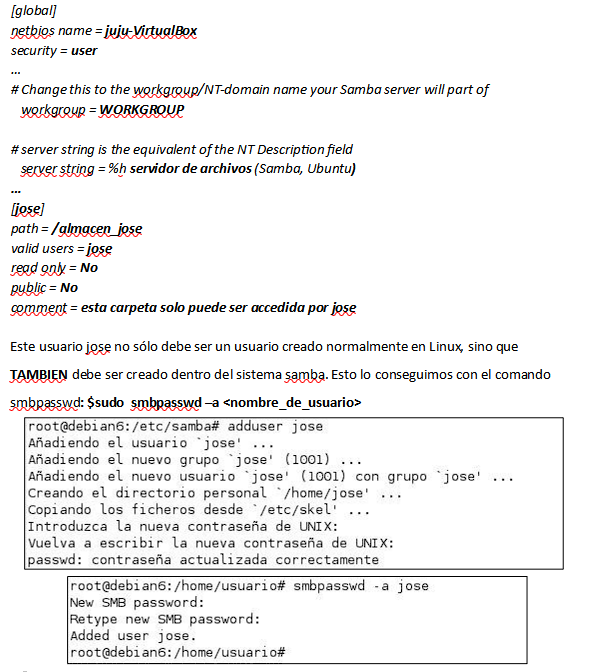 [global]
netbios name = juju-VirtualBox
security = user
...
# Change this to the workgroup/NT-domain name your Samba server will part of
workgroup = WORKGROUP
# server string is the equivalent of the NT Description field
server string = %h servidor de archivos (Samba, Ubuntu)
...
[jose]
path = /almacen_jose
valid users = jose
read only = No
public = No
comment = esta carpeta solo puede ser accedida por jose
Este usuario jose no sólo debe ser un usuario creado normalmente en Linux, sino que
TAMBIEN debe ser creado dentro del sistema samba. Esto lo conseguimos con el comando
smbpasswd: $sudo smbpasswd –a <nombre_de_usuario>
root@debian6:/etc/samba# adduser jose
Añadiendo el usuario `jose' ...
Añadiendo el nuevo grupo `jose' (1001) ...
Añadiendo el nuevo usuario `jose' (1001) con grupo `jose' ...
Creando el directorio personal `/home/jose' ...
Copiando los ficheros desde `/etc/skel' ...
Introduzca la nueva contraseña de UNIX:
Vuelva a escribir la nueva contraseña de UNIX:
passwd: contraseña actualizada correctamente
root@debian6:/home/usuario# smbpasswd -a jose
New SMB password:
Retype new SMB password:
Added user jose.
root@debian6:/home/usuario#